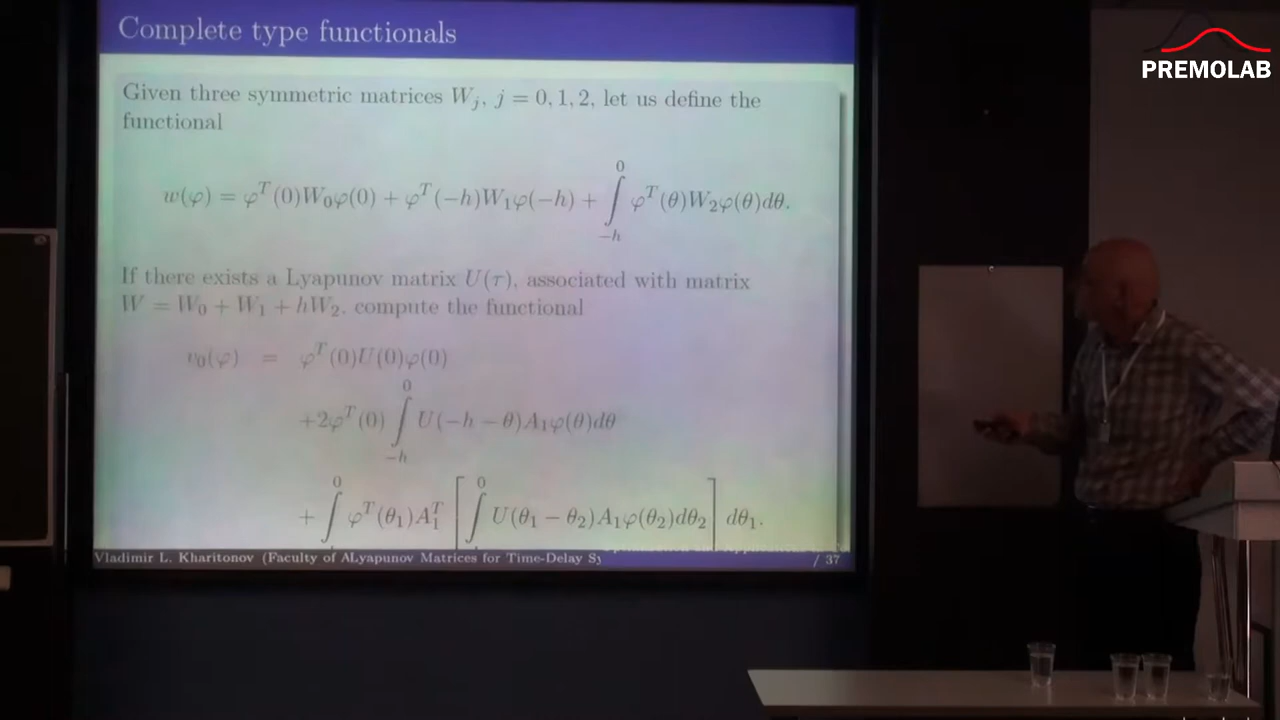 Complete type functionals
PREMOLAB
Given three symmetric matrices W_j, j = 0, 1, 2, let us define the
functional
w(φ) = φ^T(0)W_0φ(0) + φ^T(−h)W_1φ(−h) + ∫_{−h}^{0} φ^T(θ)W_2φ(θ)dθ.
If there exists a Lyapunov matrix U(τ), associated with matrix
W = W_0 + W_1 + hW_2, compute the functional
v_0(φ) = φ^T(0)U(0)φ(0)
+2φ^T(0) ∫_{−h}^{0} U(−h − θ)A_1φ(θ)dθ
+ ∫^{0} φ^T(θ_1)A_1^T [ ∫^{0} U(θ_1 − θ_2)A_1φ(θ_2)dθ_2 ] dθ_1.
Vladimir L. Kharitonov (Faculty of ALyapunov Matrices for Time-Delay Sy
/ 37